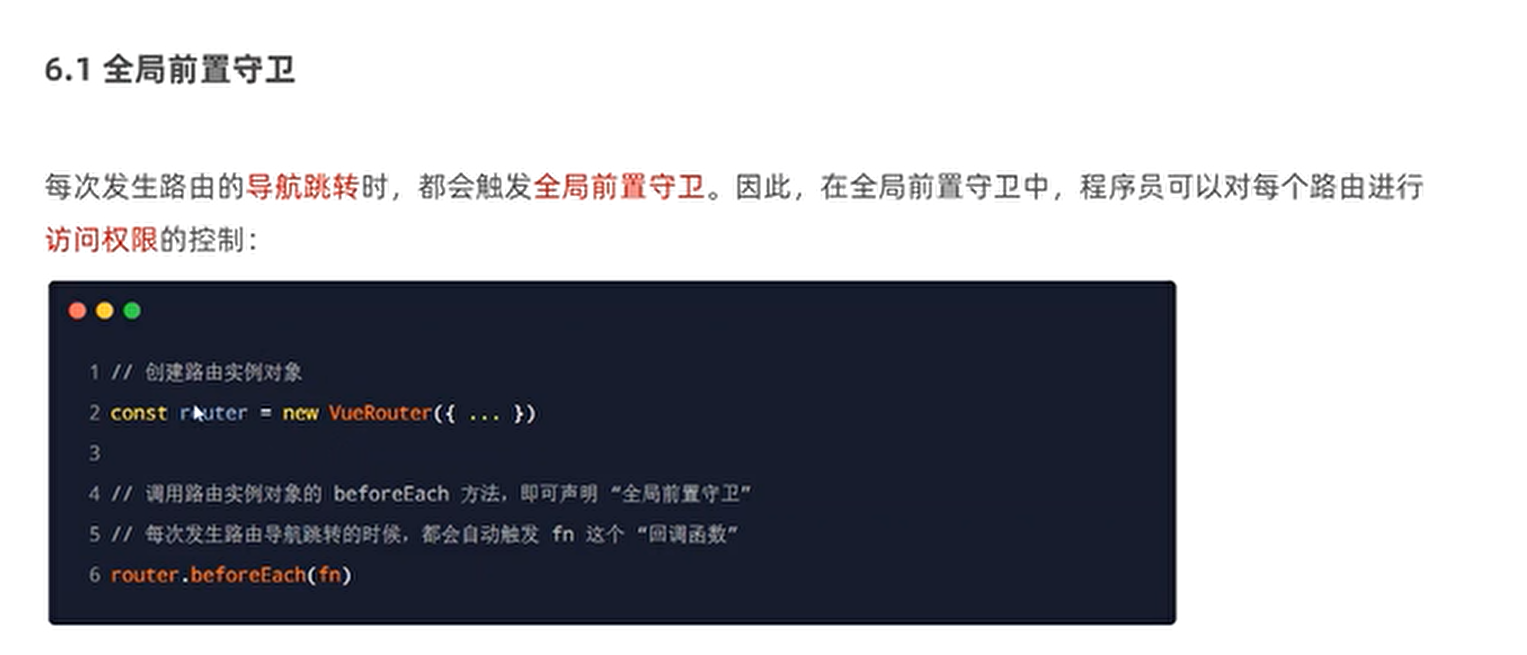 6.1 全局前置守卫
每次发生路由的导航跳转时，都会触发全局前置守卫。因此，在全局前置守卫中，程序员可以对每个路由进行
访问权限的控制：
1 // 创建路由实例对象
2 const router = new VueRouter({ ... })
3
4 // 调用路由实例对象的 beforeEach 方法，即可声明 “全局前置守卫”
5 // 每次发生路由导航跳转的时候，都会自动触发 fn 这个 “回调函数”
6 router.beforeEach(fn)